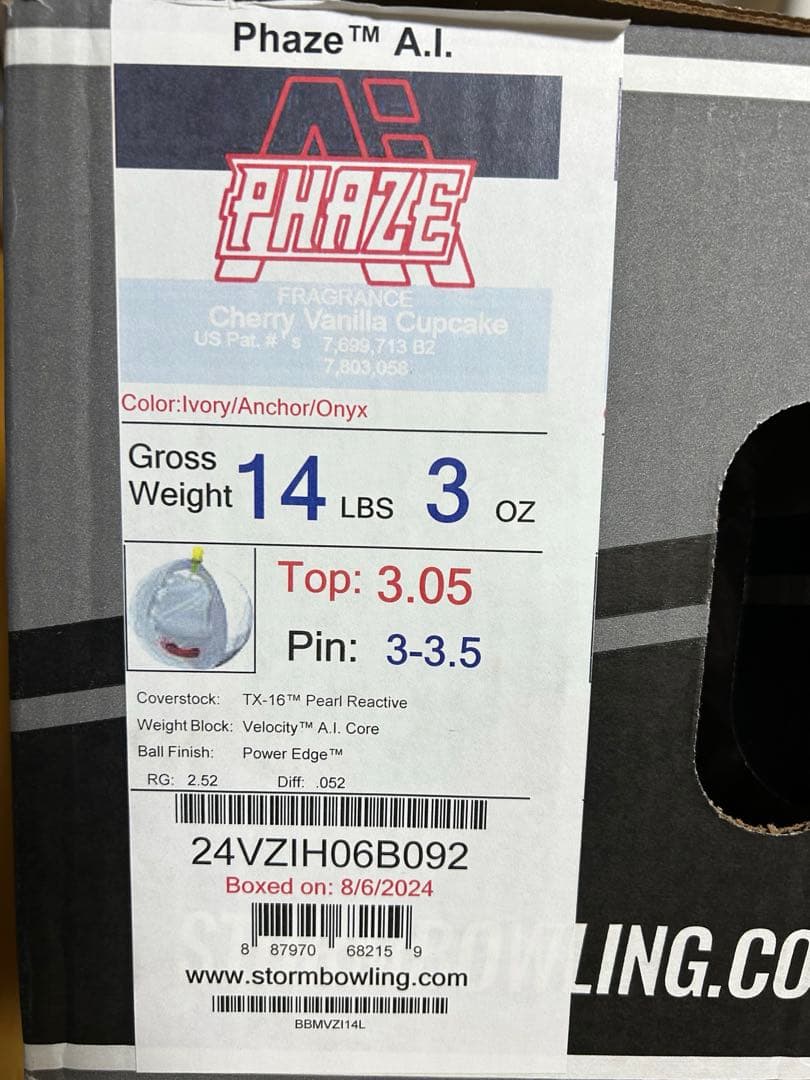 Phaze™ A.I.
AI
PHAZE
FRAGRANCE
Cherry Vanilla Cupcake
US Pat. #'s 7,699,713 B2
7,803,058
Color:Ivory/Anchor/Onyx
Gross
Weight 14 LBS 3 OZ
Top: 3.05
Pin: 3-3.5
Coverstock: TX-16™ Pearl Reactive
Weight Block: Velocity™ A.I. Core
Ball Finish: Power Edge™
RG: 2.52 Diff: .052
24VZIH06B092
Boxed on: 8/6/2024
8 87970 68215 9
STORMBOWLING.CO
www.stormbowling.com
BBMVZI14L